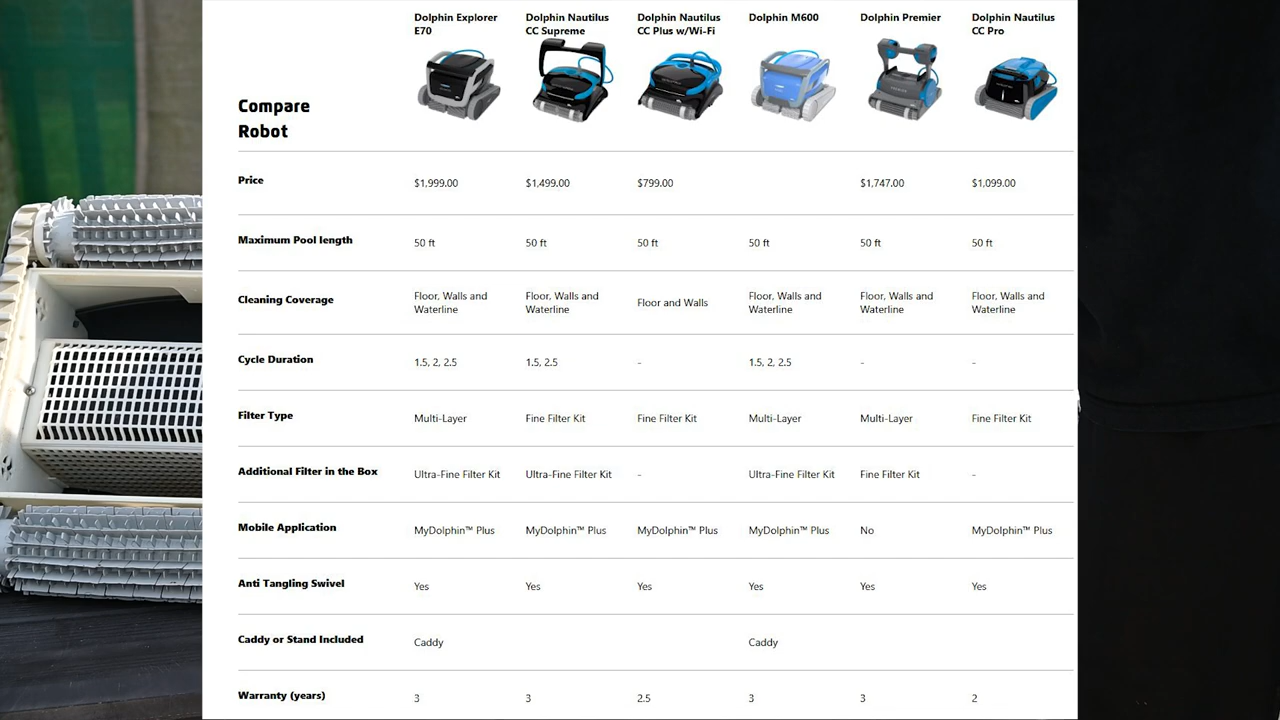 Dolphin Explorer E70 Dolphin Nautilus CC Supreme Dolphin Nautilus CC Plus w/Wi-Fi Dolphin M600 Dolphin Premier Dolphin Nautilus CC Pro
Compare
Robot
Price $1,999.00 $1,499.00 $799.00 $1,747.00 $1,099.00
Maximum Pool length 50 ft 50 ft 50 ft 50 ft 50 ft 50 ft
Cleaning Coverage Floor, Walls and Waterline Floor, Walls and Waterline Floor and Walls Floor, Walls and Waterline Floor, Walls and Waterline Floor, Walls and Waterline
Cycle Duration 1.5, 2, 2.5 1.5, 2.5 - 1.5, 2, 2.5 - -
Filter Type Multi-Layer Fine Filter Kit Fine Filter Kit Multi-Layer Multi-Layer Fine Filter Kit
Additional Filter in the Box Ultra-Fine Filter Kit Ultra-Fine Filter Kit - Ultra-Fine Filter Kit Fine Filter Kit -
Mobile Application MyDolphin™ Plus MyDolphin™ Plus MyDolphin™ Plus MyDolphin™ Plus No MyDolphin™ Plus
Anti Tangling Swivel Yes Yes Yes Yes Yes Yes
Caddy or Stand Included Caddy Caddy
Warranty (years) 3 3 2.5 3 3 2